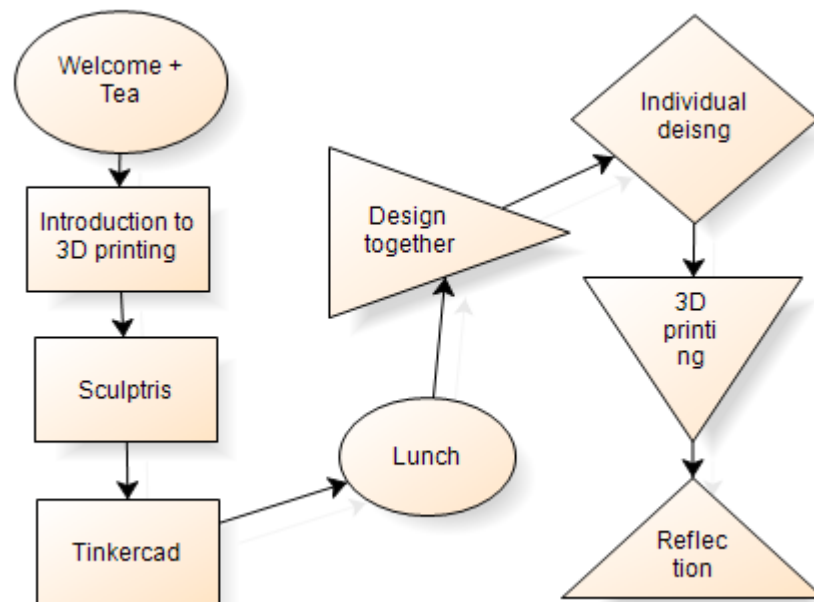 Welcome +
Tea
Introduction to
3D printing
Sculptris
Tinkercad
Lunch
Design
together
Individual
deisng
3D
printi
ng
Reflec
tion